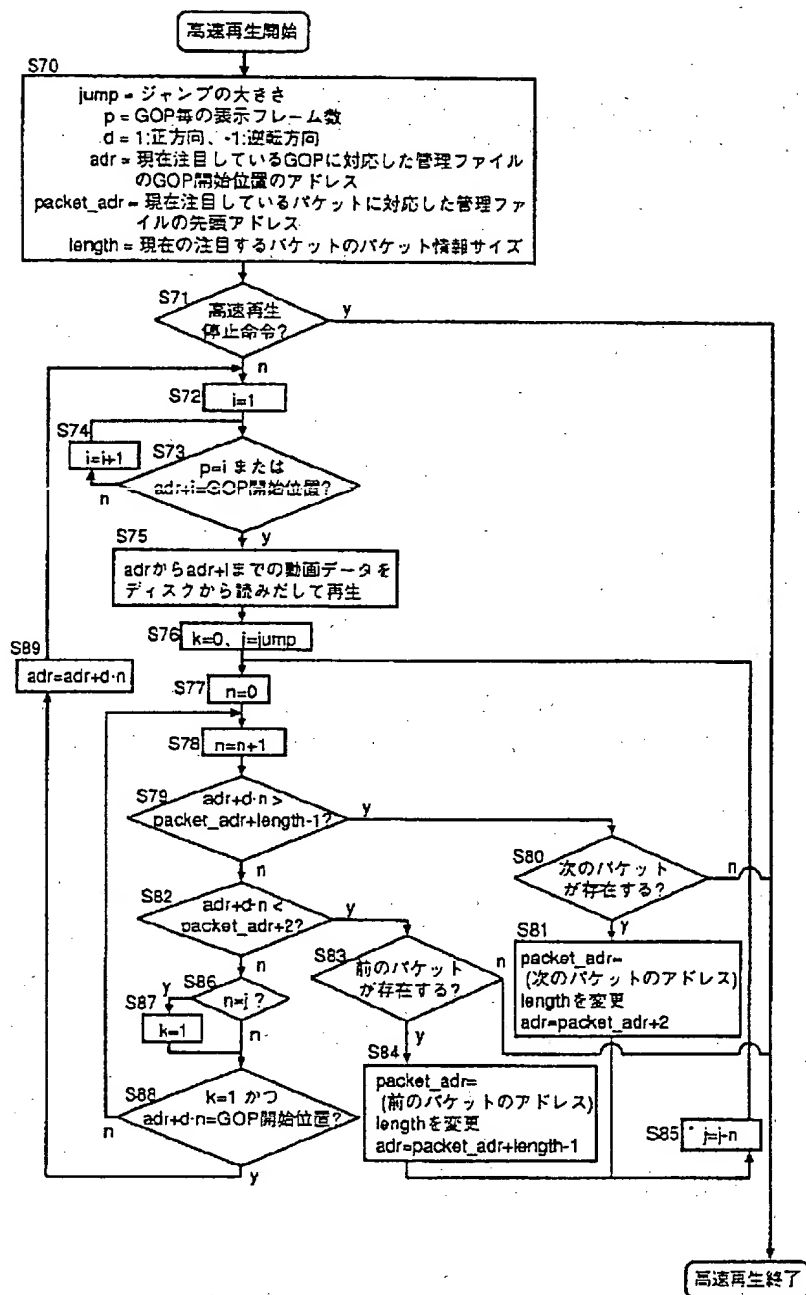 高速再生開始
S70
jump = ジャンプの大きさ
p = GOP毎の表示フレーム数
d = 1:正方向、-1:逆転方向
adr = 現在注目しているGOPに対応した管理ファイル
のGOP開始位置のアドレス
packet_adr = 現在注目しているパケットに対応した管理ファ
イルの先頭アドレス
length = 現在の注目するパケットのパケット情報サイズ
S71
高速再生
停止命令?
y
n
S72
i=1
S74
i=i+1
S73
p=i または
adr+i=GOP開始位置?
n
y
S75
adrからadr+iまでの動画データを
ディスクから読みだして再生
S76
k=0、j=jump
S89
adr=adr+d·n
S77
n=0
S78
n=n+1
S79
adr+d·n >
packet_adr+length-1?
y
n
S80
次のパケット
が存在する?
n
y
S82
adr+d·n <
packet_adr+2?
y
n
S81
packet_adr=
(次のパケットのアドレス)
lengthを変更
adr=packet_adr+2
S83
前のパケット
が存在する?
n
y
S86
n=j ?
y
n
S87
k=1
S84
packet_adr=
(前のパケットのアドレス)
lengthを変更
adr=packet_adr+length-1
S88
k=1 かつ
adr+d·n=GOP開始位置?
n
y
S85
j=j-n
高速再生終了